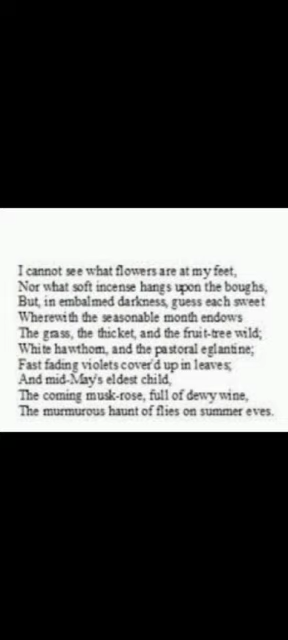 I cannot see what flowers are at my feet,
Nor what soft incense hangs upon the boughs,
But, in embalmed darkness, guess each sweet
Wherewith the seasonable month endows
The grass, the thicket, and the fruit-tree wild;
White hawthorn, and the pastoral eglantine;
Fast fading violets cover'd up in leaves;
And mid-May's eldest child,
The coming musk-rose, full of dewy wine,
The murmurous haunt of flies on summer eves.